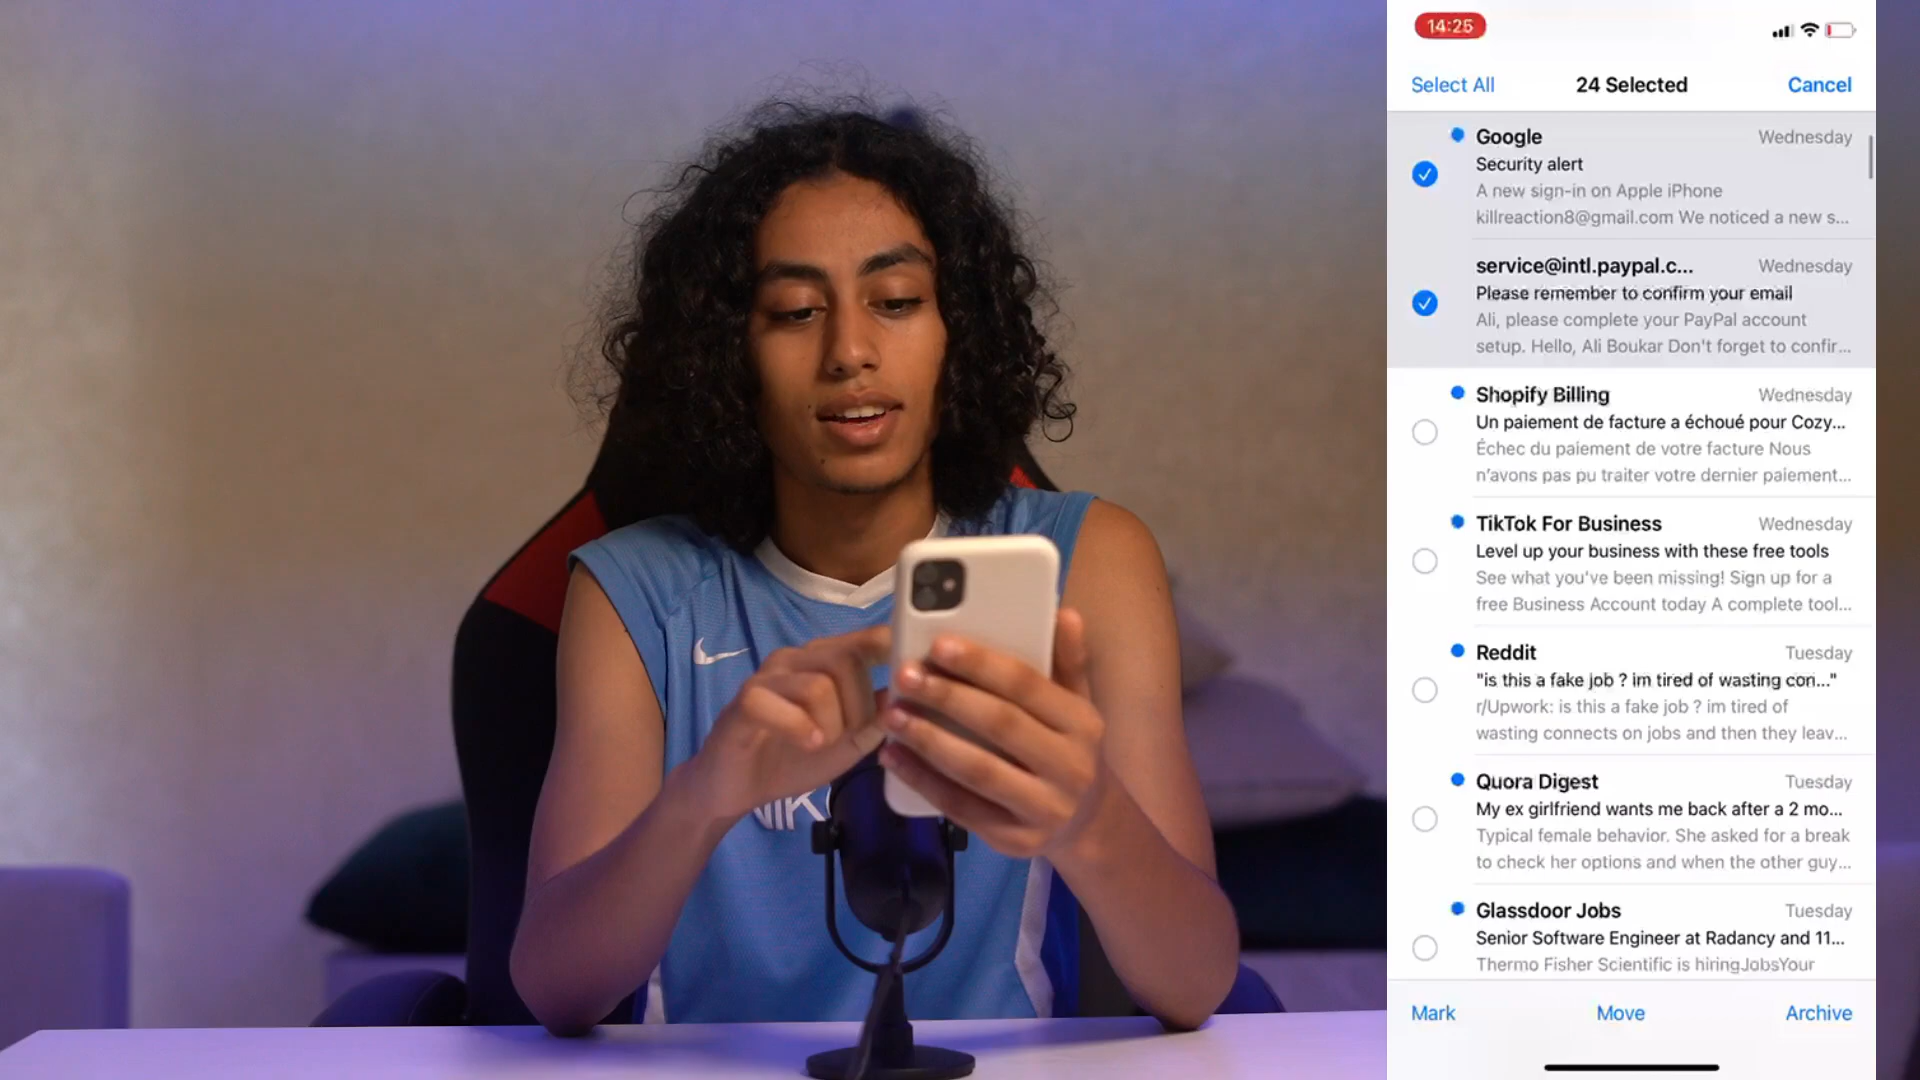 14:25
Select All
24 Selected
Cancel
Google
Wednesday
Security alert
A new sign-in on Apple iPhone
killreaction8@gmail.com We noticed a new s...
service@intl.paypal.c...
Wednesday
Please remember to confirm your email
Ali, please complete your PayPal account
setup. Hello, Ali Boukar Don't forget to confir...
Shopify Billing
Wednesday
Un paiement de facture a échoué pour Cozy...
Échec du paiement de votre facture Nous
n'avons pas pu traiter votre dernier paiement...
TikTok For Business
Wednesday
Level up your business with these free tools
See what you've been missing! Sign up for a
free Business Account today A complete tool...
Reddit
Tuesday
"is this a fake job ? im tired of wasting con..."
r/Upwork: is this a fake job ? im tired of
wasting connects on jobs and then they leav...
Quora Digest
Tuesday
My ex girlfriend wants me back after a 2 mo...
Typical female behavior. She asked for a break
to check her options and when the other guy...
Glassdoor Jobs
Tuesday
Senior Software Engineer at Radancy and 11...
Thermo Fisher Scientific is hiringJobsYour
Mark
Move
Archive